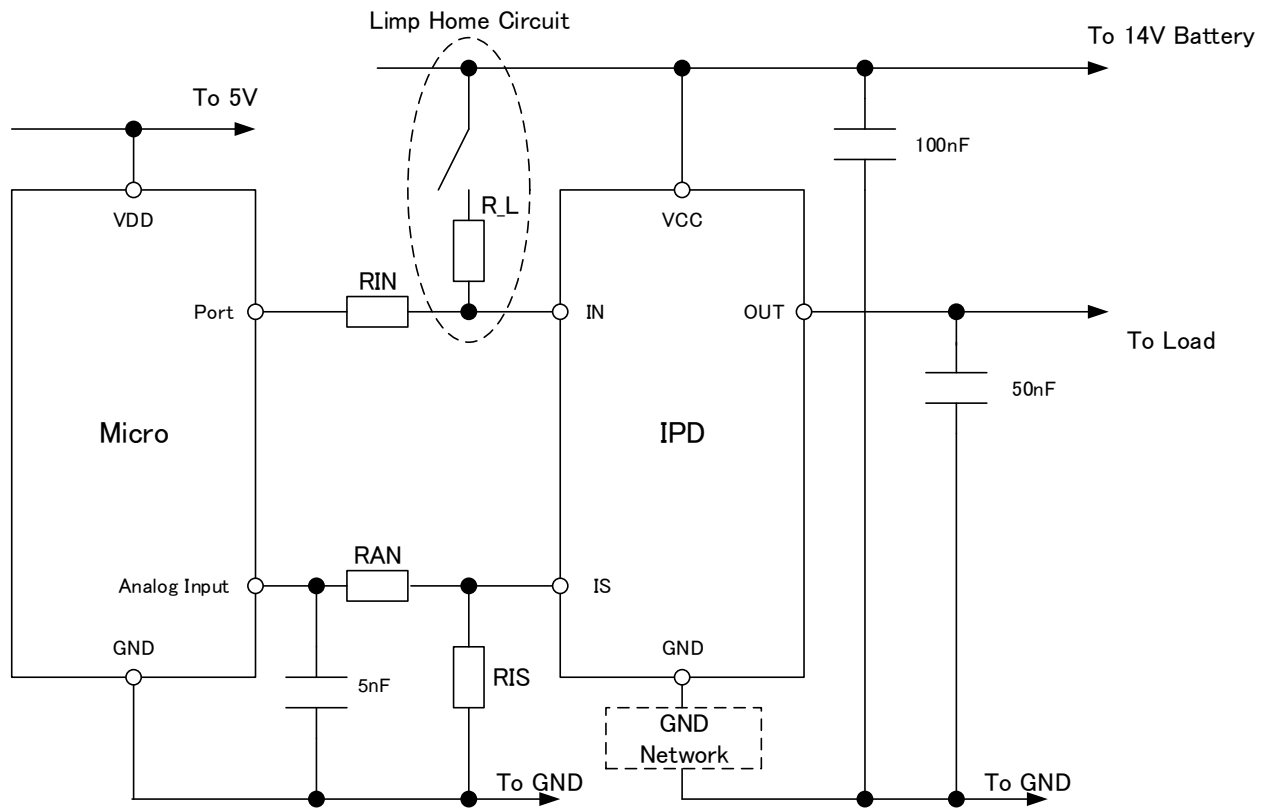 Limp Home Circuit
To 14V Battery
To 5V
100nF
VDD
R_L
VCC
RIN
Port
IN
OUT
To Load
50nF
Micro
IPD
RAN
Analog Input
IS
GND
GND
5nF
RIS
GND
Network
To GND
To GND